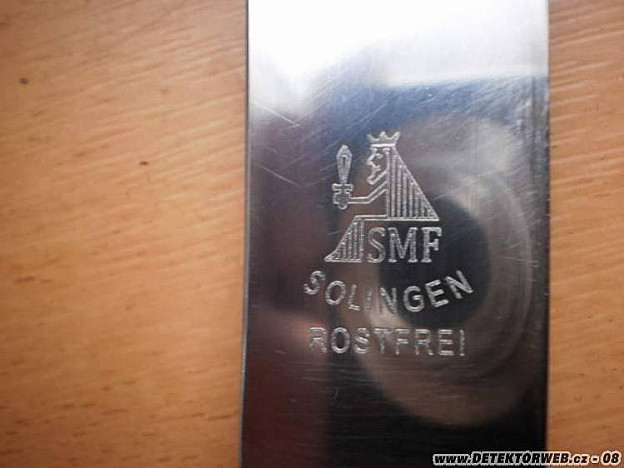 SMF
SOLINGEN
ROSTFREI
www.DETEKTORWEB.cz - 08